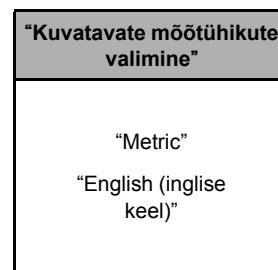 “Kuvatavate mõõtühikute
valimine”
“Metric”
“English (inglise
keel)”